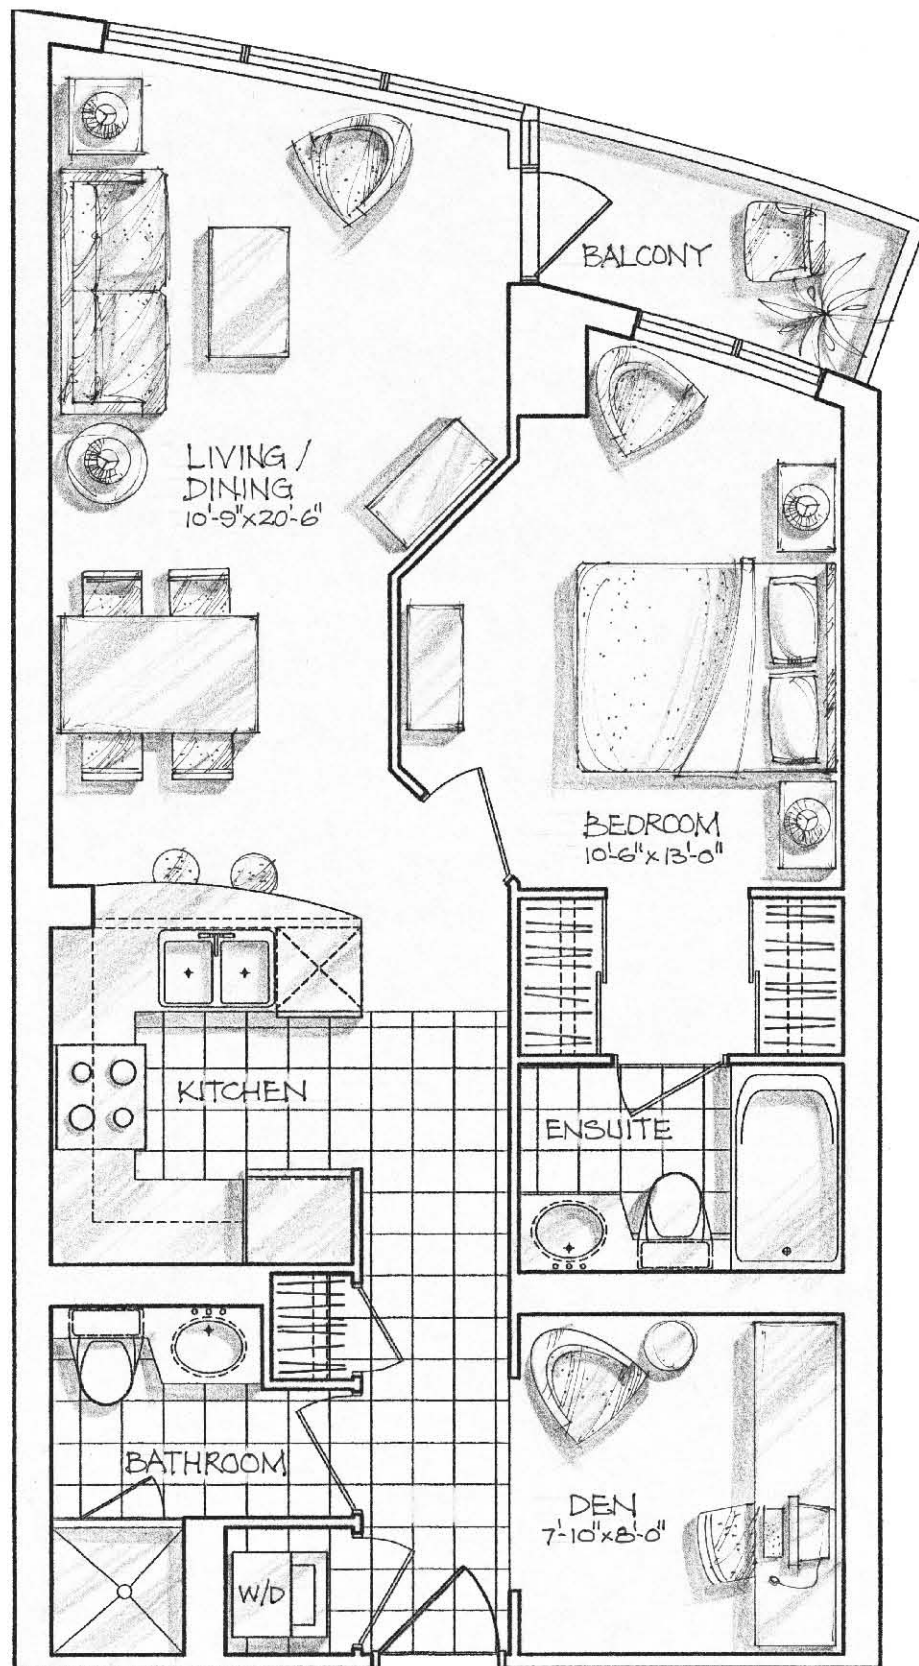 BALCONY
LIVING /
DINING
10'-9"x20'-6"
BEDROOM
10'-6"x13'-0"
KITCHEN
ENSUITE
BATHROOM
DEN
7'-10"x8'-0"
W/D